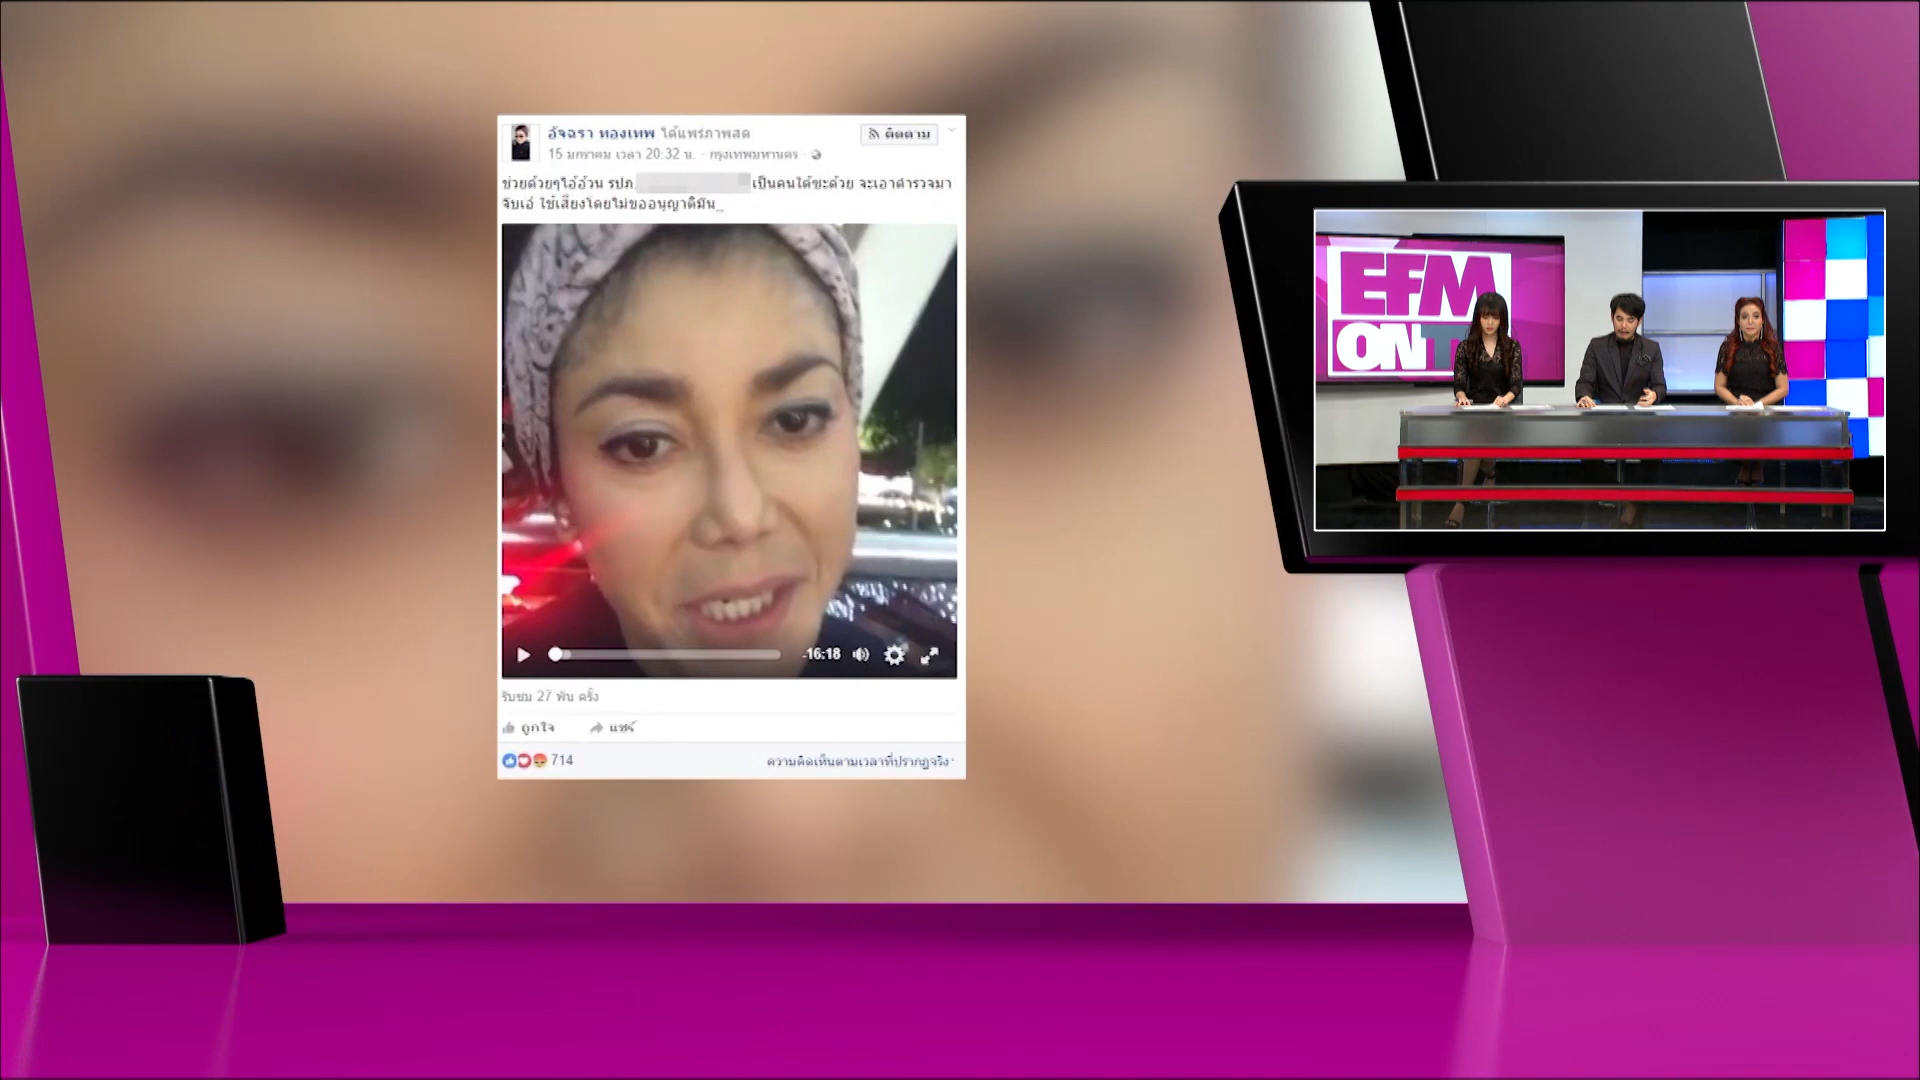 อัจฉรา ทองเทพ ได้แพร่ภาพสด
ติดตาม
15 มกราคม เวลา 20:32 น. · กรุงเทพมหานคร ·
ช่วยด้วยๆไอ้อ้วน รปภ. เป็นคนใต้ซะด้วย จะเอาตำรวจมา
จับเอ๋ ใช้เสียงโดยไม่ขออนุญาติมัน_
-16:18
รับชม 27 พัน ครั้ง
ถูกใจ แชร์
714
ความคิดเห็นตามเวลาที่ปรากฏจริง
EFM
ON